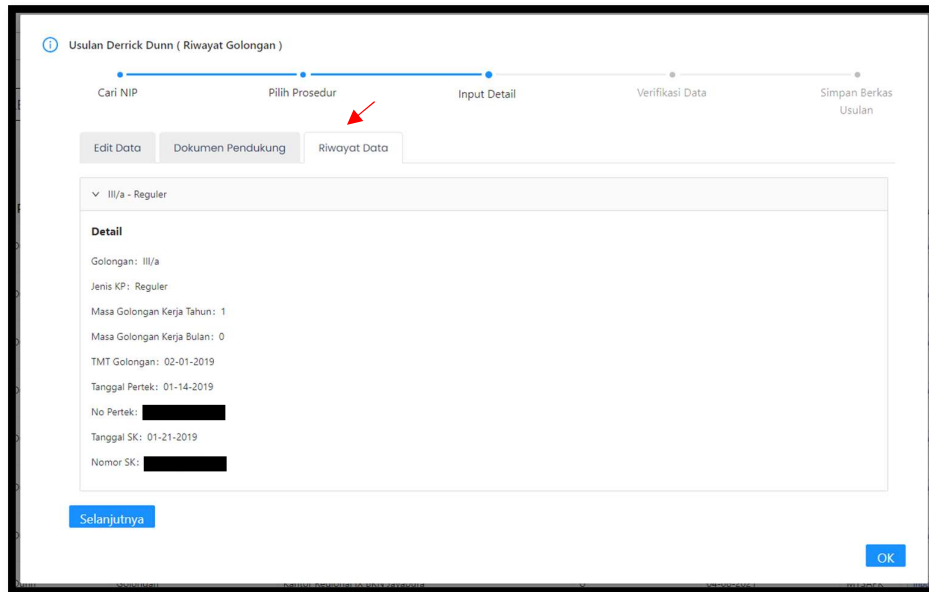 Usulan Derrick Dunn ( Riwayat Golongan )
Cari NIP
Pilih Prosedur
Input Detail
Verifikasi Data
Simpan Berkas
Usulan
Edit Data
Dokumen Pendukung
Riwayat Data
III/a - Reguler
Detail
Golongan: III/a
Jenis KP: Reguler
Masa Golongan Kerja Tahun: 1
Masa Golongan Kerja Bulan: 0
TMT Golongan: 02-01-2019
Tanggal Pertek: 01-14-2019
No Pertek:
Tanggal SK: 01-21-2019
Nomor SK:
Selanjutnya
OK